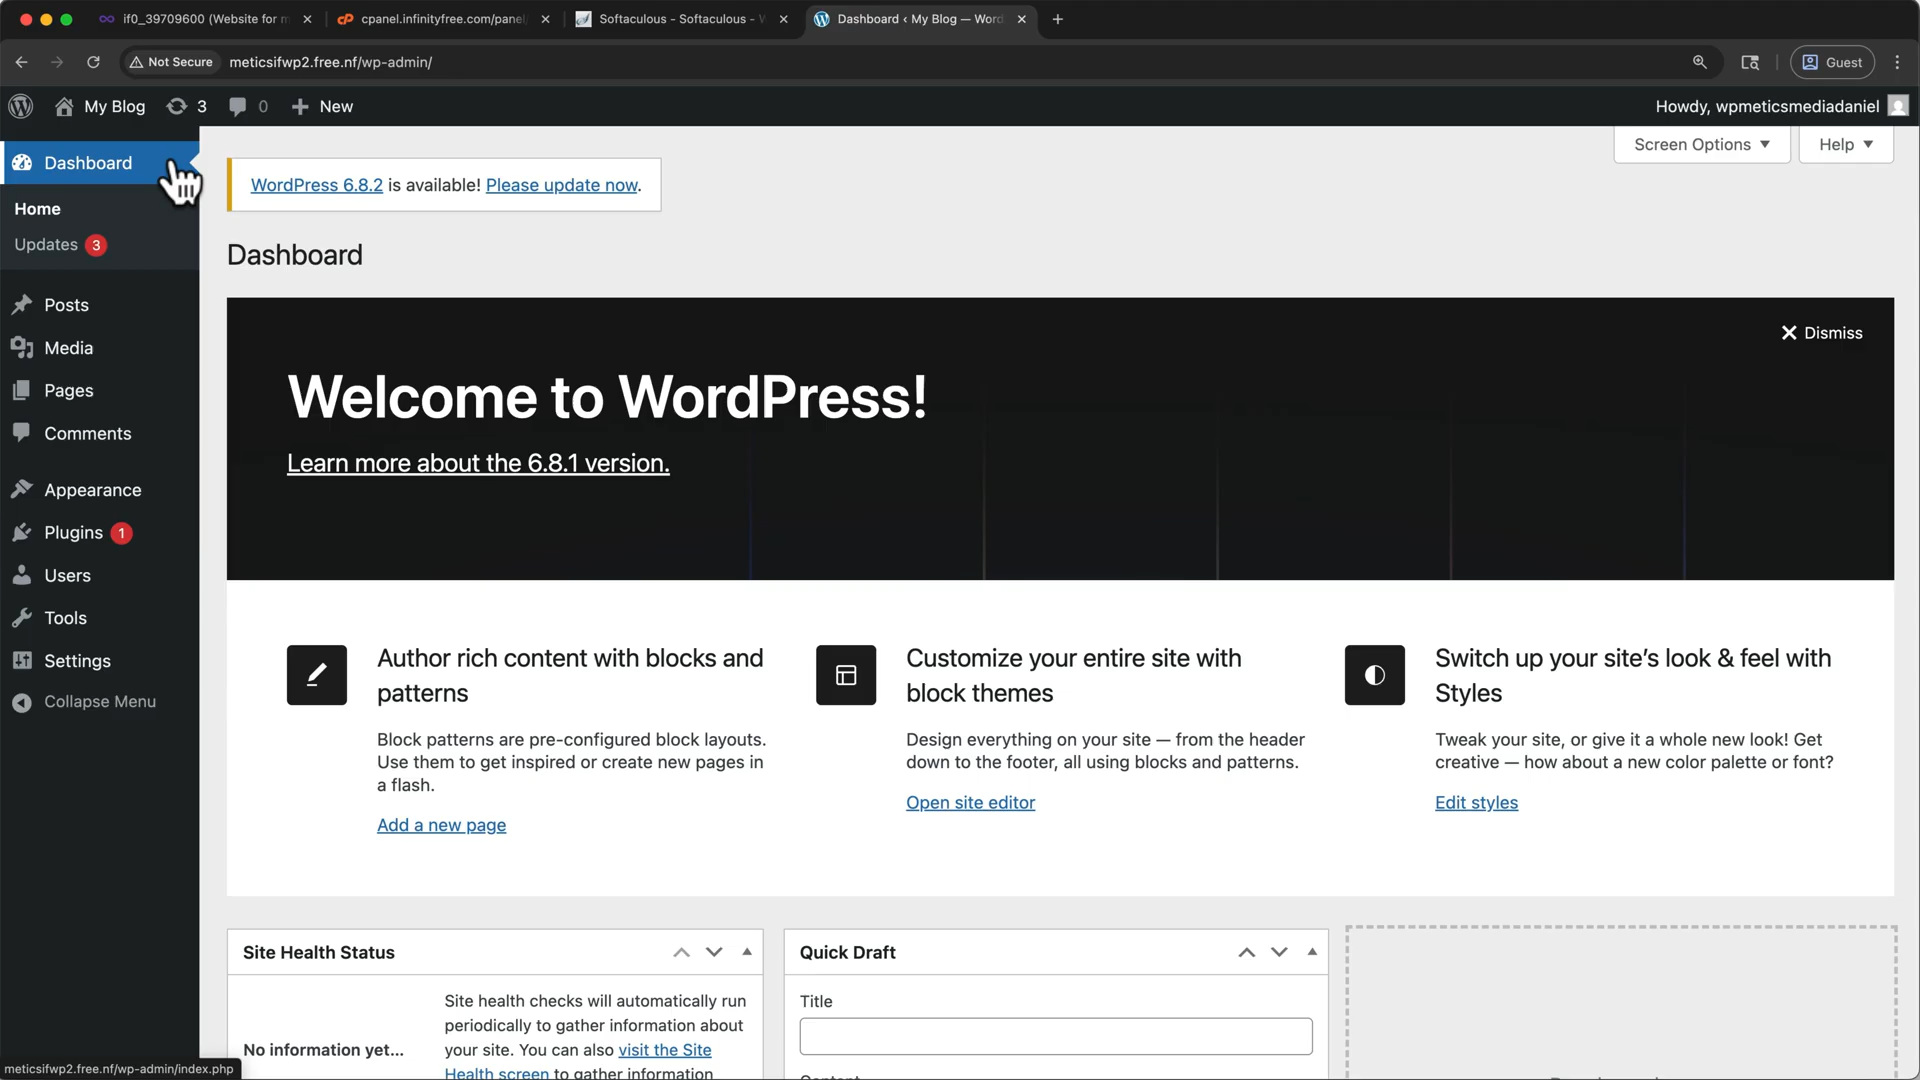 if0_39709600 (Website for
cpanel.infinityfree.com/panel
Softaculous - Softaculous -
Dashboard ‹ My Blog — Word
Not Secure
meticsifwp2.free.nf/wp-admin/
Guest
My Blog
3
0
New
Howdy, wpmeticsmediadaniel
Dashboard
Home
Updates 3
Posts
Media
Pages
Comments
Appearance
Plugins 1
Users
Tools
Settings
Collapse Menu
Screen Options
Help
WordPress 6.8.2 is available! Please update now.
Dashboard
Dismiss
Welcome to WordPress!
Learn more about the 6.8.1 version.
Author rich content with blocks and
patterns
Block patterns are pre-configured block layouts.
Use them to get inspired or create new pages in
a flash.
Add a new page
Customize your entire site with
block themes
Design everything on your site — from the header
down to the footer, all using blocks and patterns.
Open site editor
Switch up your site’s look & feel with
Styles
Tweak your site, or give it a whole new look! Get
creative — how about a new color palette or font?
Edit styles
Site Health Status
No information yet...
Site health checks will automatically run
periodically to gather information about
your site. You can also visit the Site
Health screen to gather information
Quick Draft
Title
meticsifwp2.free.nf/wp-admin/index.php